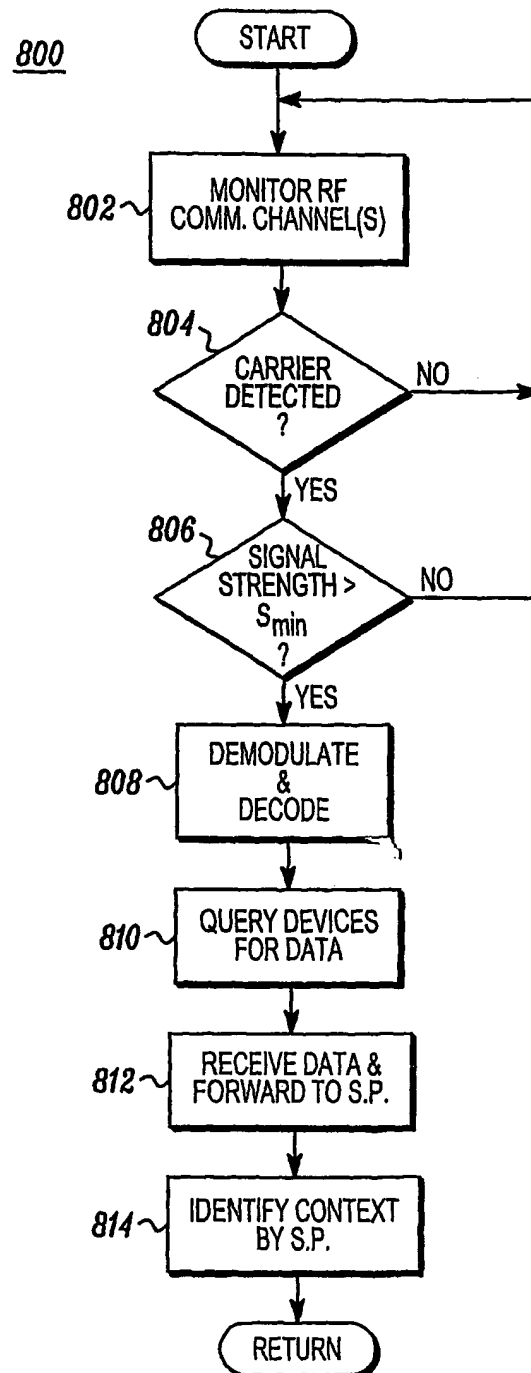 800
START
802
MONITOR RF
COMM. CHANNEL(S)
804
CARRIER
DETECTED
?
NO
YES
806
SIGNAL
STRENGTH >
Smin
?
NO
YES
808
DEMODULATE
&
DECODE
810
QUERY DEVICES
FOR DATA
812
RECEIVE DATA &
FORWARD TO S.P.
814
IDENTIFY CONTEXT
BY S.P.
RETURN